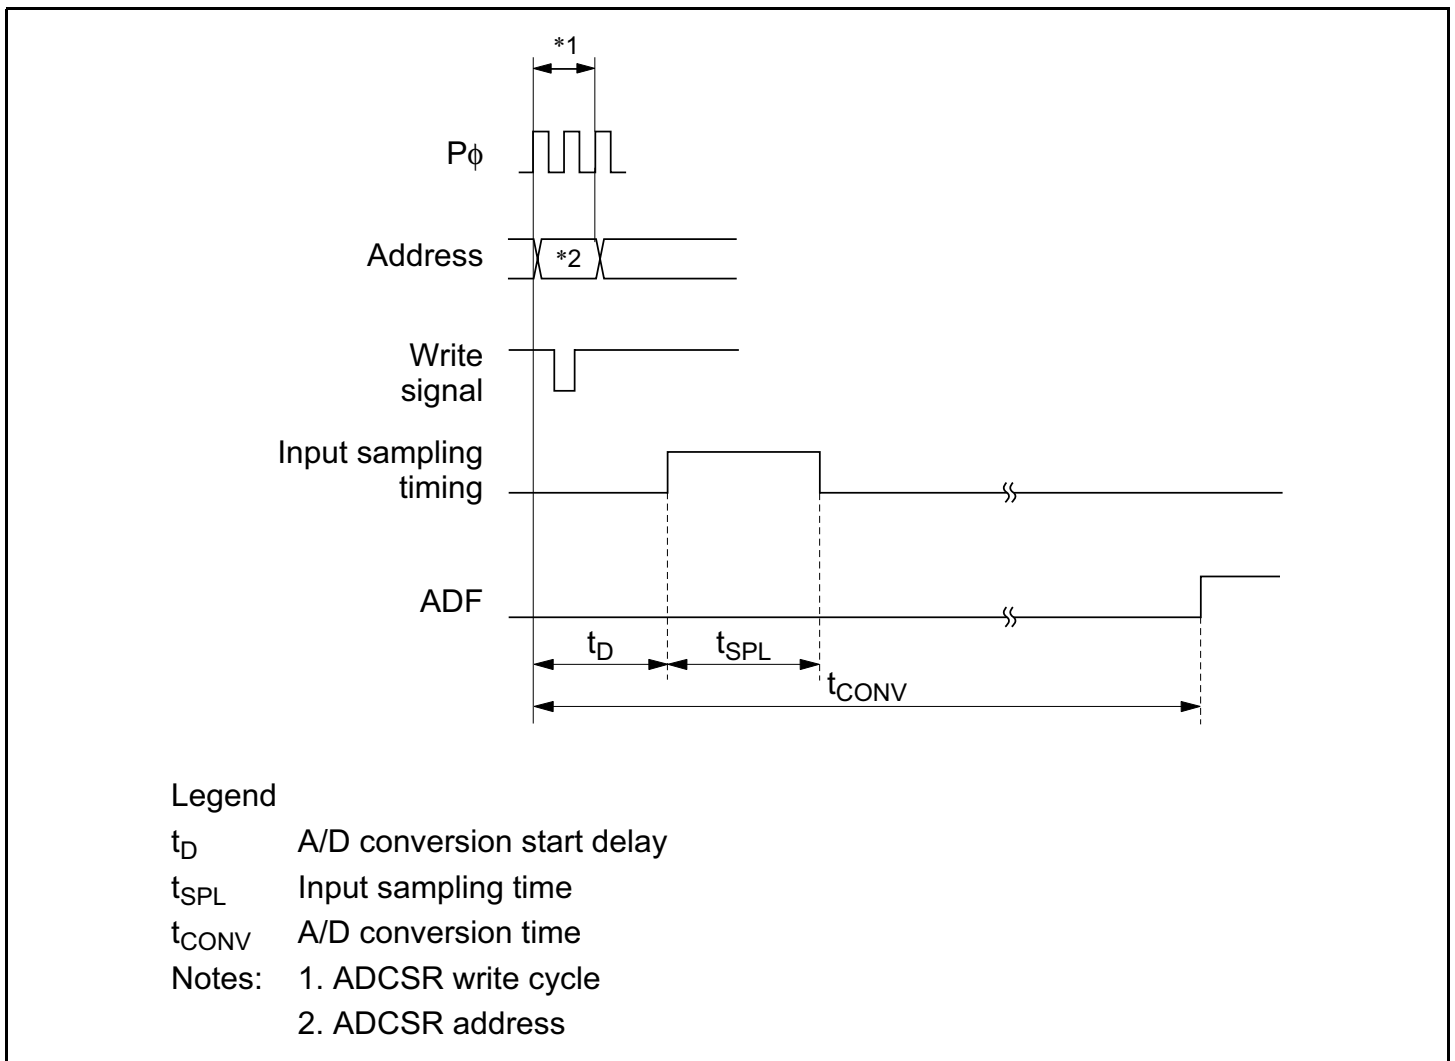 *1
Pϕ
Address
*2
Write
signal
Input sampling
timing
ADF
tD
tSPL
tCONV
Legend
tD A/D conversion start delay
tSPL Input sampling time
tCONV A/D conversion time
Notes: 1. ADCSR write cycle
2. ADCSR address